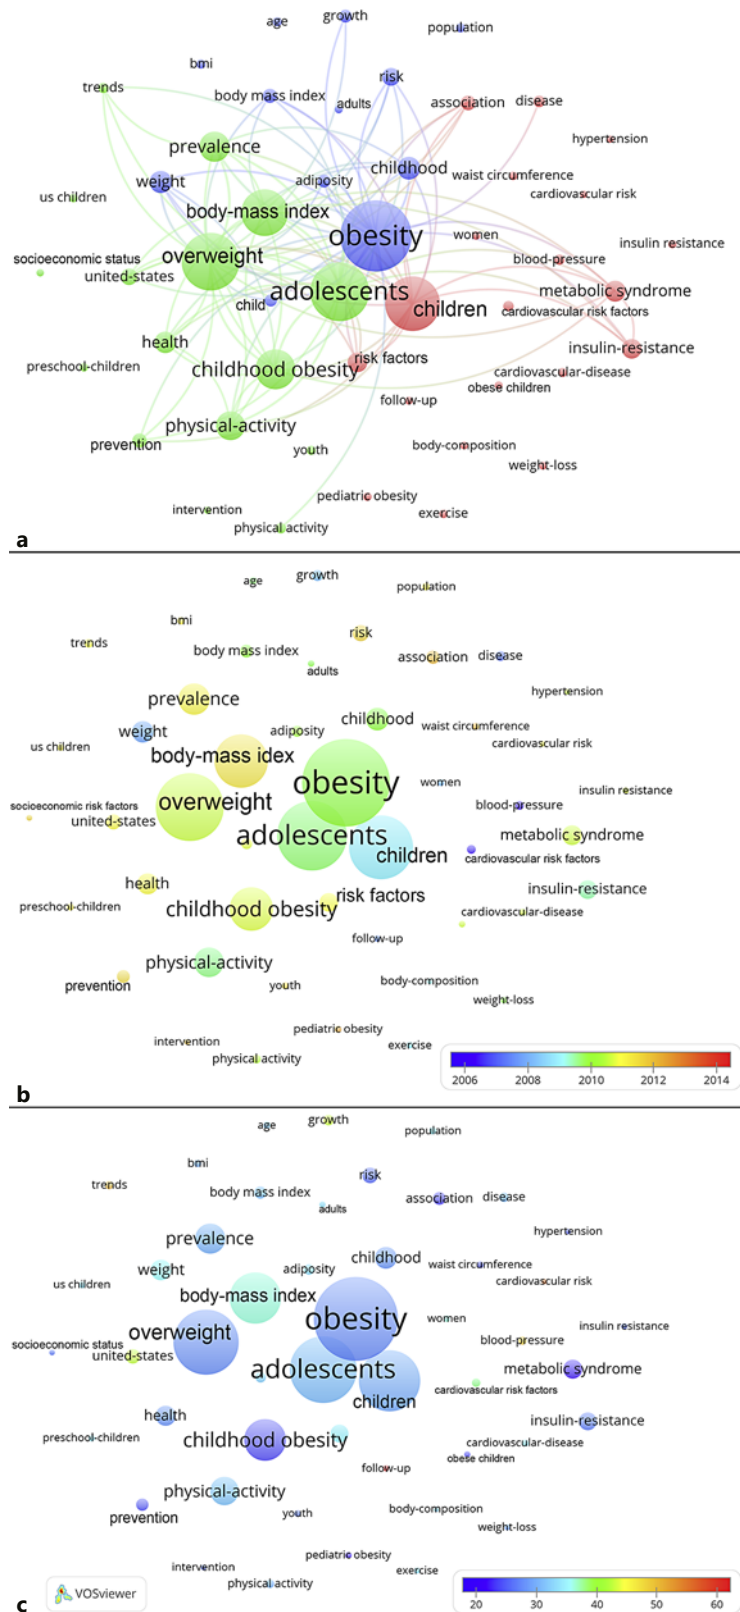 age
growth
population
bmi
risk
trends
body mass index
adults
association
disease
hypertension
prevalence
childhood
waist circumference
weight
adiposity
cardiovascular risk
us children
body-mass index
obesity
women
insulin resistance
overweight
socioeconomic status
blood-pressure
united-states
adolescents
metabolic syndrome
child
children
cardiovascular risk factors
health
insulin-resistance
risk factors
preschool-children
childhood obesity
cardiovascular-disease
obese children
follow-up
physical-activity
prevention
youth
body-composition
weight-loss
pediatric obesity
intervention
exercise
physical activity
a
age
growth
population
bmi
risk
trends
body mass index
association
disease
adults
hypertension
prevalence
childhood
waist circumference
weight
adiposity
us children
cardiovascular risk
body-mass idex
obesity
women
insulin resistance
overweight
socioeconomic risk factors
blood-pressure
united-states
adolescents
metabolic syndrome
children
cardiovascular risk factors
health
insulin-resistance
risk factors
preschool-children
childhood obesity
cardiovascular-disease
follow-up
physical-activity
prevention
youth
body-composition
weight-loss
pediatric obesity
intervention
exercise
physical activity
2006 2008 2010 2012 2014
b
age
growth
population
bmi
risk
trends
body mass index
association
disease
adults
hypertension
prevalence
childhood
waist circumference
weight
adiposity
us children
cardiovascular risk
body-mass index
obesity
women
insulin resistance
overweight
socioeconomic status
blood-pressure
united-states
adolescents
metabolic syndrome
children
cardiovascular risk factors
health
insulin-resistance
preschool-children
childhood obesity
cardiovascular-disease
obese children
follow-up
physical-activity
prevention
youth
body-composition
weight-loss
pediatric obesity
intervention
exercise
physical activity
VOSviewer
20 30 40 50 60
c